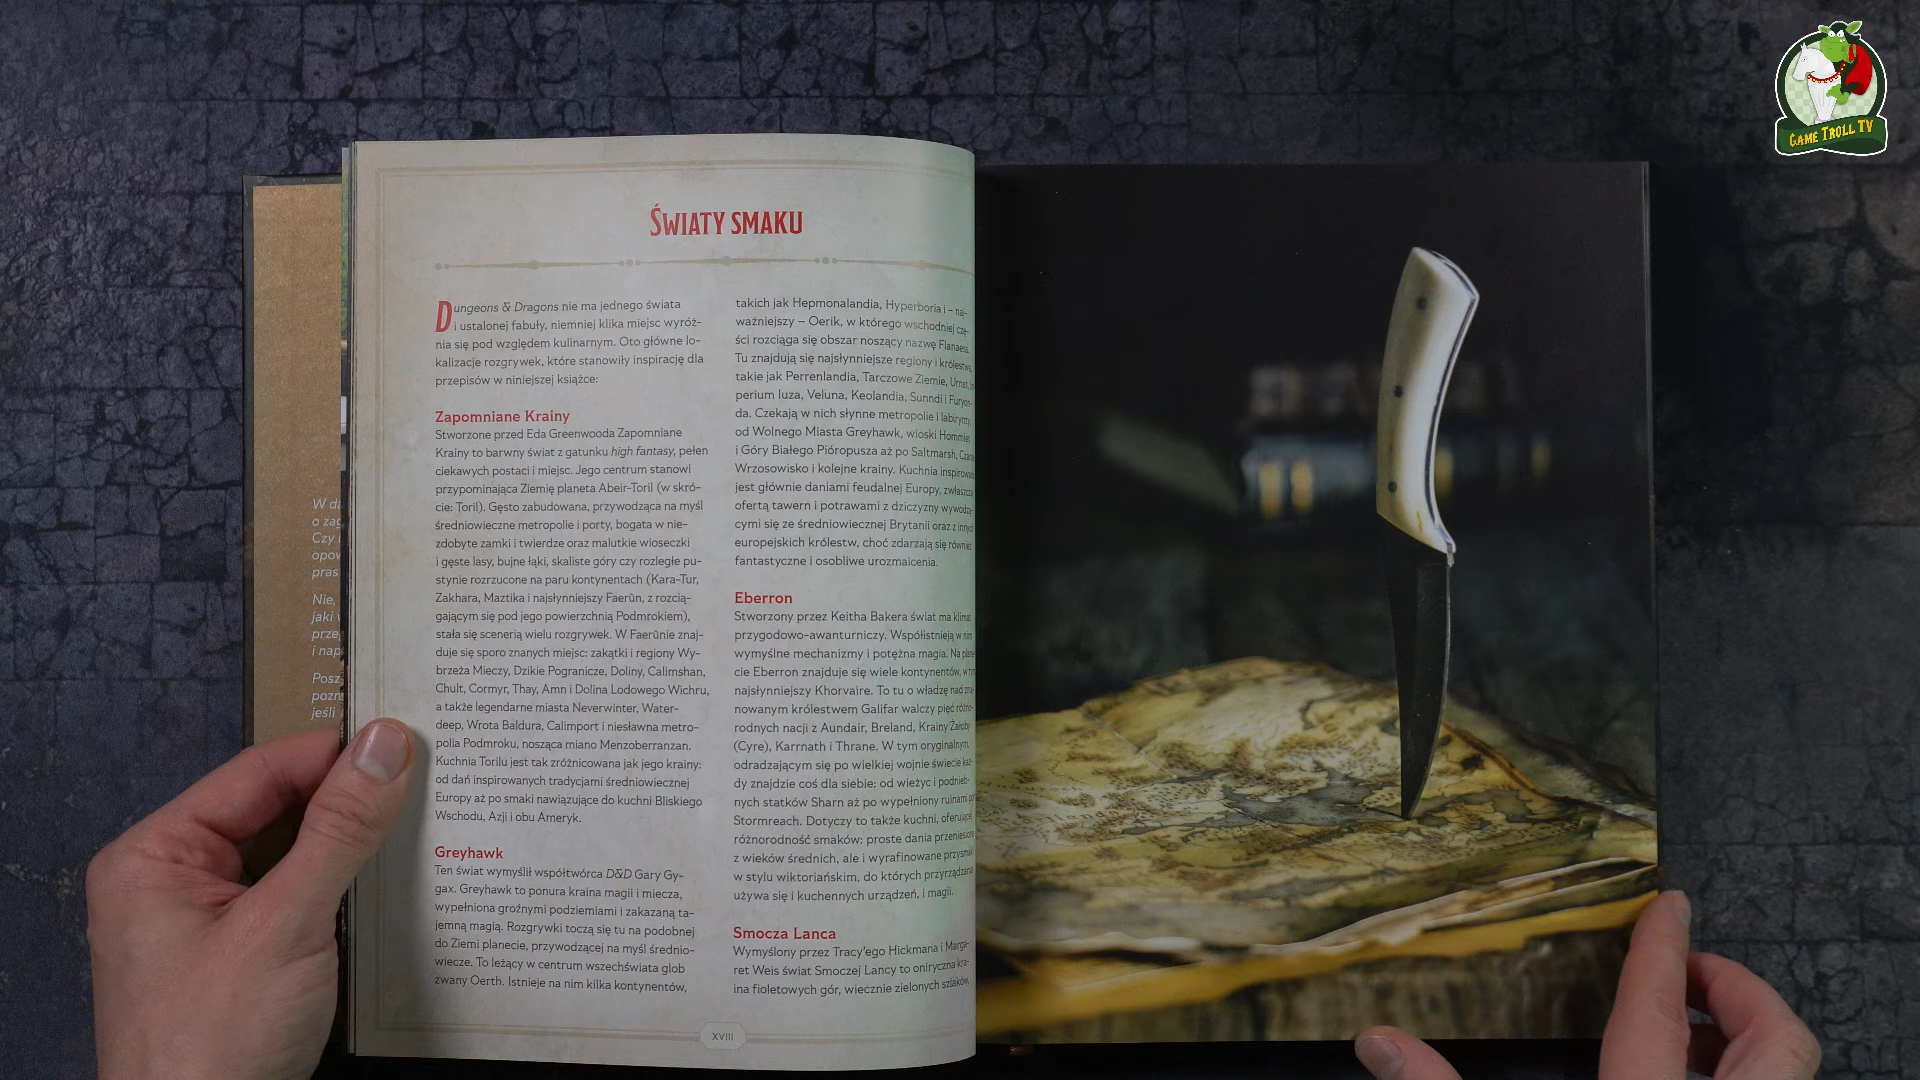 GAME TROLL TV
ŚWIATY SMAKU
Dungeons & Dragons nie ma jednego świata
i ustalonej fabuły, niemniej klika miejsc wyróż-
nia się pod względem kulinarnym. Oto główne lo-
kalizacje rozgrywek, które stanowiły inspirację dla
przepisów w niniejszej książce:
Zapomniane Krainy
Stworzone przed Eda Greenwooda Zapomniane
Krainy to barwny świat z gatunku high fantasy, pełen
ciekawych postaci i miejsc. Jego centrum stanowi
przypominająca Ziemię planeta Abeir-Toril (w skró-
cie: Toril). Gęsto zabudowana, przywodząca na myśl
średniowieczne metropolie i porty, bogata w nie-
zdobyte zamki i twierdze oraz malutkie wioseczki
i gęste lasy, bujne łąki, skaliste góry czy rozległe pu-
stynie rozrzucone na paru kontynentach (Kara-Tur,
Zakhara, Maztika i najsłynniejszy Faerûn, z rozcią-
gającym się pod jego powierzchnią Podmrokiem),
stała się scenerią wielu rozgrywek. W Faerûnie znaj-
duje się sporo znanych miejsc: zakątki i regiony Wy-
brzeża Mieczy, Dzikie Pogranicze, Doliny, Calimshan,
Chult, Cormyr, Thay, Amn i Dolina Lodowego Wichru,
a także legendarne miasta Neverwinter, Water-
deep, Wrota Baldura, Calimport i niesławna metro-
polia Podmroku, nosząca miano Menzoberranzan.
Kuchnia Torilu jest tak zróżnicowana jak jego krainy:
od dań inspirowanych tradycjami średniowiecznej
Europy aż po smaki nawiązujące do kuchni Bliskiego
Wschodu, Azji i obu Ameryk.
Greyhawk
Ten świat wymyślił współtwórca D&D Gary Gy-
gax. Greyhawk to ponura kraina magii i miecza,
wypełniona groźnymi podziemiami i zakazaną ta-
jemną magią. Rozgrywki toczą się tu na podobnej
do Ziemi planecie, przywodzącej na myśl średnio-
wiecze. To leżący w centrum wszechświata glob
zwany Oerth. Istnieje na nim kilka kontynentów,
takich jak Hepmonalandia, Hyperboria i – naj-
ważniejszy – Oerik, w którego wschodniej czę-
ści rozciąga się obszar noszący nazwę Flanaess.
Tu znajdują się najsłynniejsze regiony i królestwa,
takie jak Perrenlandia, Tarczowe Ziemie, Urnst, Im-
perium Iuza, Veluna, Keolandia, Sunndi i Furyon-
da. Czekają w nich słynne metropolie i labirynty,
od Wolnego Miasta Greyhawk, wioski Hommlet
i Góry Białego Pióropusza aż po Saltmarsh,
Wrzosowisko i kolejne krainy. Kuchnia inspirowana
jest głównie daniami feudalnej Europy, zwłaszcza
ofertą tawern i potrawami z dziczyzny wywodzą-
cymi się ze średniowiecznej Brytanii oraz z innych
europejskich królestw, choć zdarzają się również
fantastyczne i osobliwe urozmaicenia.
Eberron
Stworzony przez Keitha Bakera świat ma klimat
przygodowo-awanturniczy. Współistnieją w nim
wymyślne mechanizmy i potężna magia. Na plane-
cie Eberron znajduje się wiele kontynentów, w tym
najsłynniejszy Khorvaire. To tu o władzę nad zruj-
nowanym królestwem Galifar walczy pięć różno-
rodnych nacji z Aundair, Breland, Krainy Żałoby
(Cyre), Karrnath i Thrane. W tym oryginalnym,
odradzającym się po wielkiej wojnie świecie każ-
dy znajdzie coś dla siebie: od wieżyc i podnieb-
nych statków Sharn aż po wypełniony ruinami port
Stormreach. Dotyczy to także kuchni, oferującej
różnorodność smaków: proste dania przeniesione
z wieków średnich, ale i wyrafinowane przysmaki
w stylu wiktoriańskim, do których przyrządzania
używa się i kuchennych urządzeń, i magii.
Smocza Lanca
Wymyślony przez Tracy'ego Hickmana i Marga-
ret Weis świat Smoczej Lancy to oniryczna kra-
ina fioletowych gór, wiecznie zielonych szlaków,
XVIII
W
Nie,
jaki
jeśli